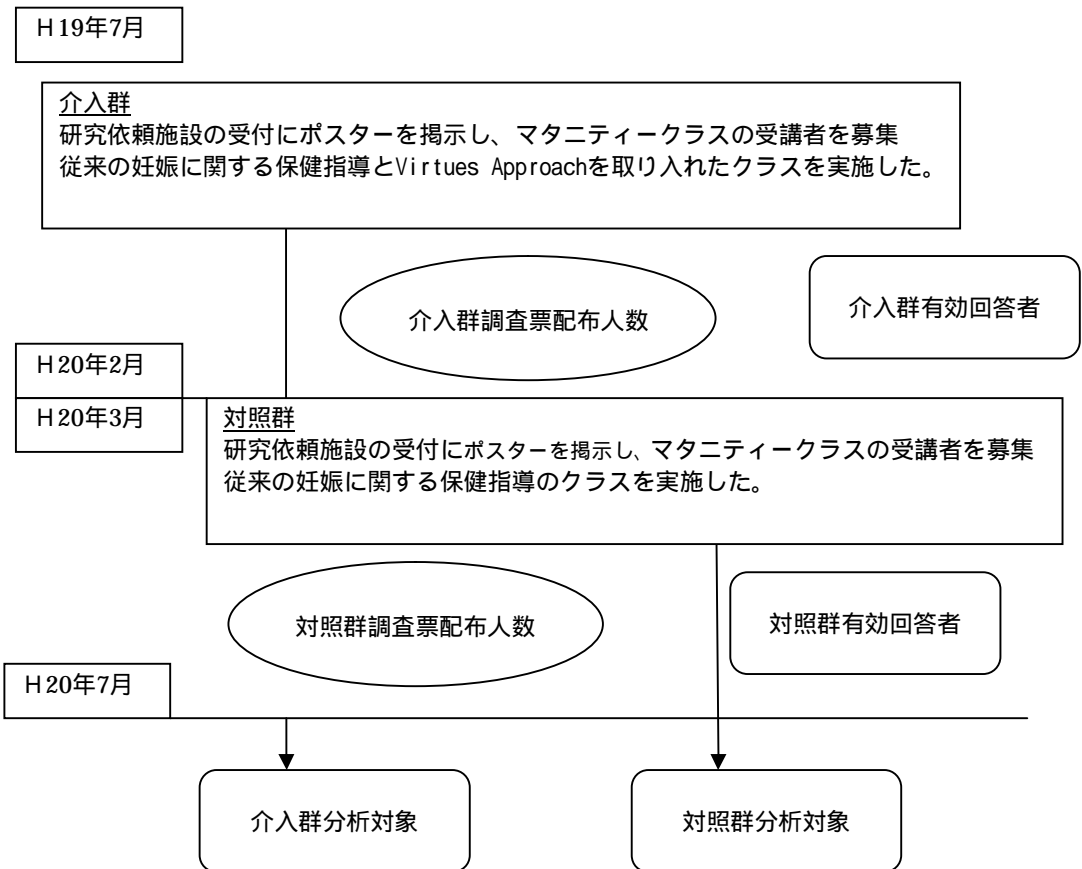 H19年7月
介入群
研究依頼施設の受付にポスターを掲示し、マタニティークラスの受講者を募集
従来の妊娠に関する保健指導とVirtues Approachを取り入れたクラスを実施した。
介入群調査票配布人数
介入群有効回答者
H20年2月
H20年3月
対照群
研究依頼施設の受付にポスターを掲示し、マタニティークラスの受講者を募集
従来の妊娠に関する保健指導のクラスを実施した。
対照群調査票配布人数
対照群有効回答者
H20年7月
介入群分析対象
対照群分析対象